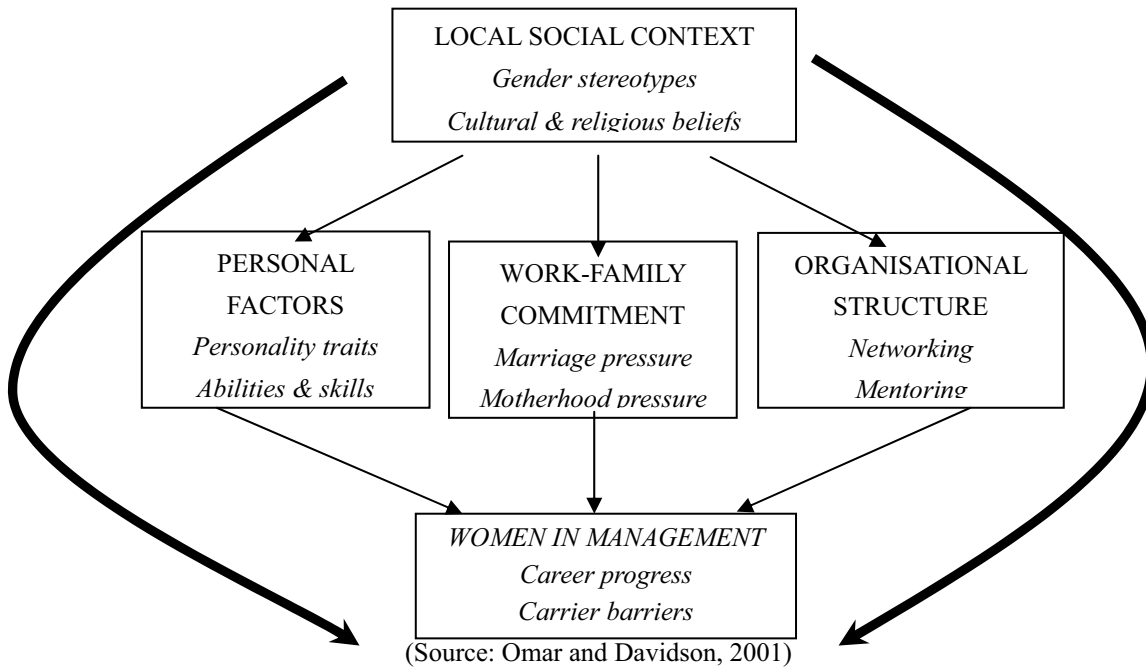 LOCAL SOCIAL CONTEXT
Gender stereotypes
Cultural & religious beliefs
PERSONAL
FACTORS
Personality traits
Abilities & skills
WORK-FAMILY
COMMITMENT
Marriage pressure
Motherhood pressure
ORGANISATIONAL
STRUCTURE
Networking
Mentoring
WOMEN IN MANAGEMENT
Career progress
Carrier barriers
(Source: Omar and Davidson, 2001)